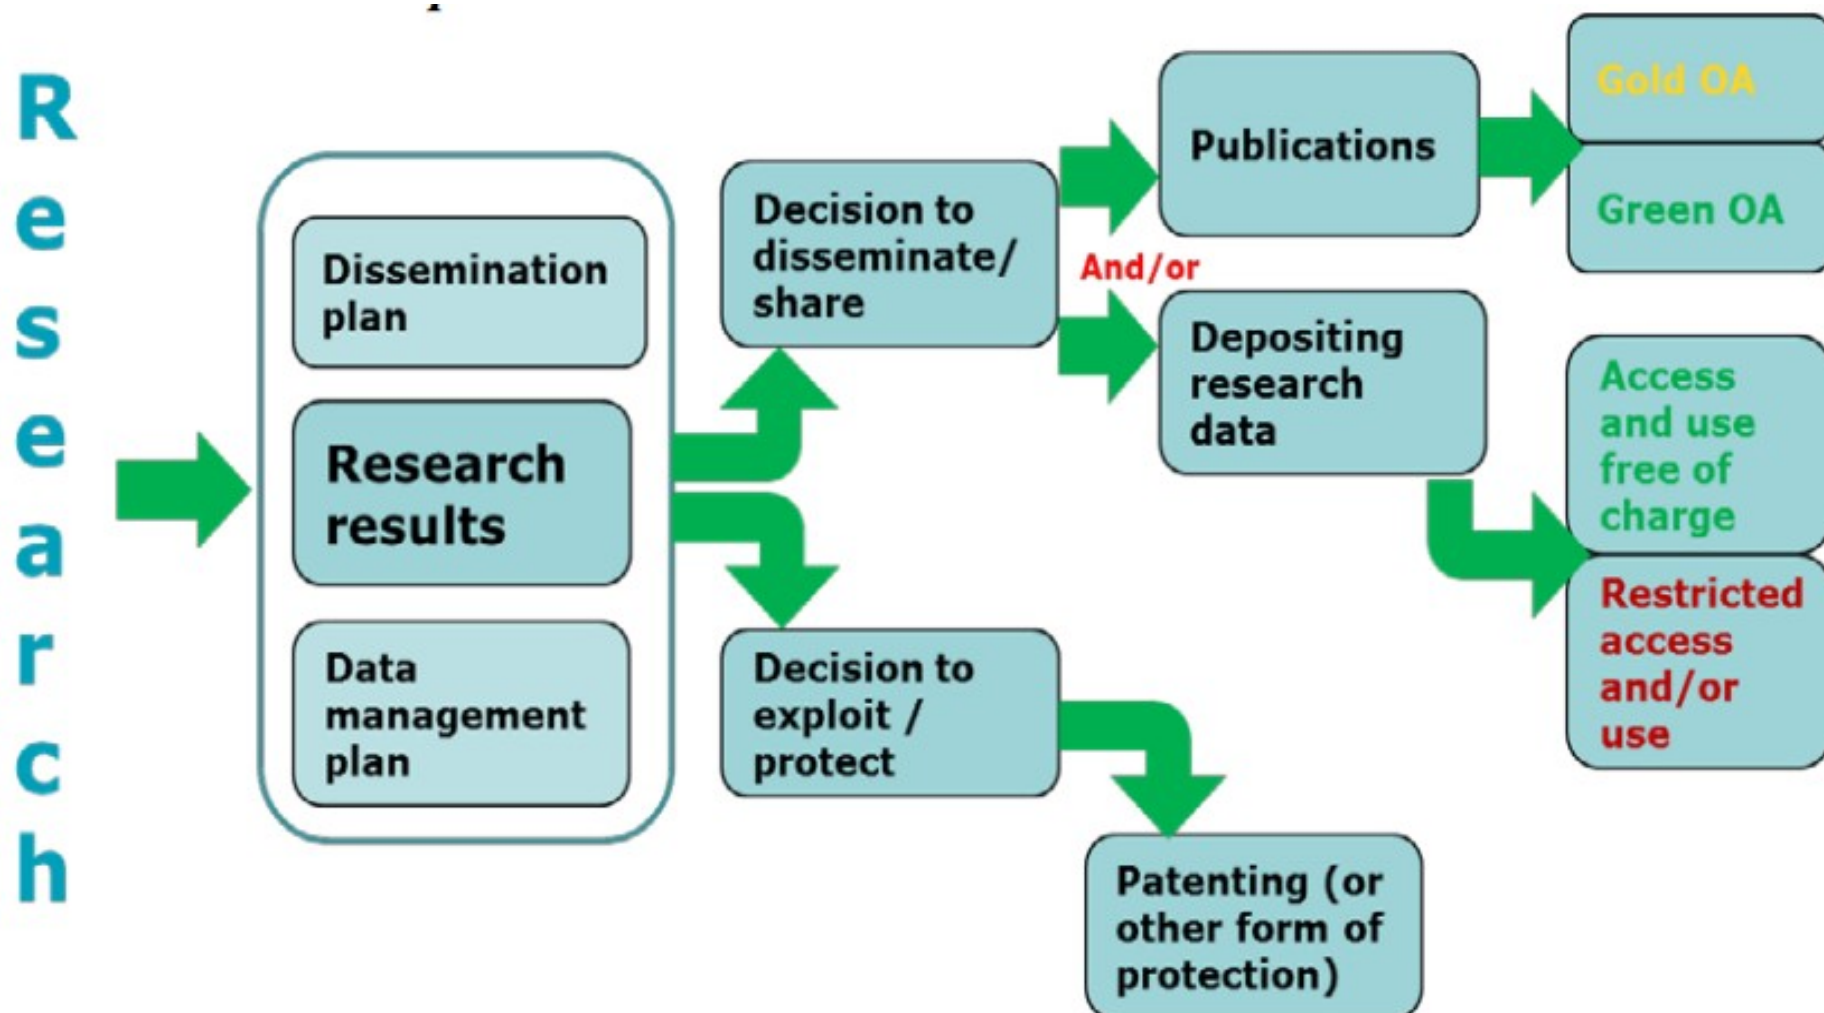 Research
Dissemination
plan
Research
results
Data
management
plan
Decision to
disseminate/
share
And/or
Decision to
exploit /
protect
Publications
Depositing
research
data
Patenting (or
other form of
protection)
Gold OA
Green OA
Access
and use
free of
charge
Restricted
access
and/or
use